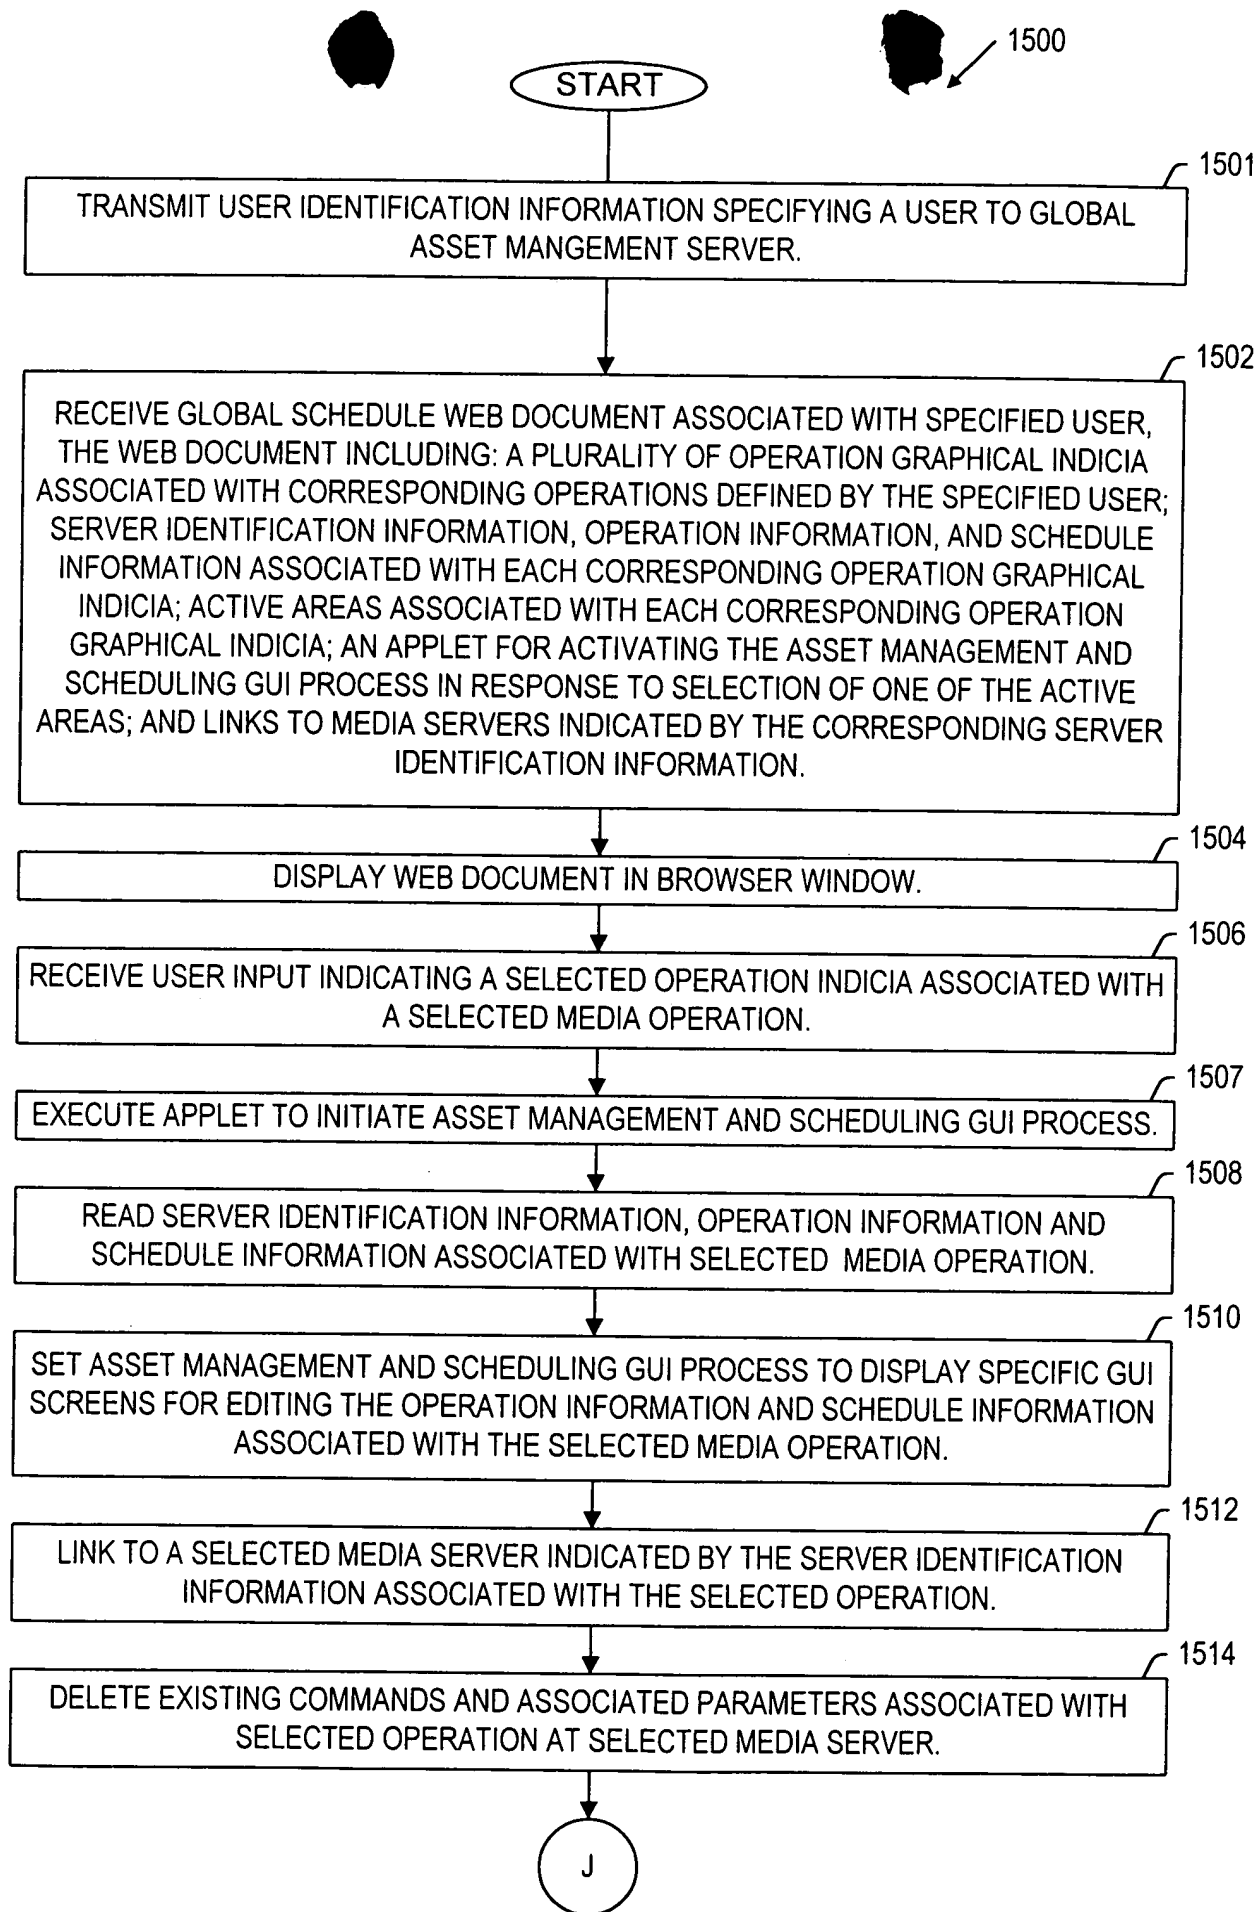 1500
START
1501
TRANSMIT USER IDENTIFICATION INFORMATION SPECIFYING A USER TO GLOBAL
ASSET MANGEMENT SERVER.
1502
RECEIVE GLOBAL SCHEDULE WEB DOCUMENT ASSOCIATED WITH SPECIFIED USER,
THE WEB DOCUMENT INCLUDING: A PLURALITY OF OPERATION GRAPHICAL INDICIA
ASSOCIATED WITH CORRESPONDING OPERATIONS DEFINED BY THE SPECIFIED USER;
SERVER IDENTIFICATION INFORMATION, OPERATION INFORMATION, AND SCHEDULE
INFORMATION ASSOCIATED WITH EACH CORRESPONDING OPERATION GRAPHICAL
INDICIA; ACTIVE AREAS ASSOCIATED WITH EACH CORRESPONDING OPERATION
GRAPHICAL INDICIA; AN APPLET FOR ACTIVATING THE ASSET MANAGEMENT AND
SCHEDULING GUI PROCESS IN RESPONSE TO SELECTION OF ONE OF THE ACTIVE
AREAS; AND LINKS TO MEDIA SERVERS INDICATED BY THE CORRESPONDING SERVER
IDENTIFICATION INFORMATION.
1504
DISPLAY WEB DOCUMENT IN BROWSER WINDOW.
1506
RECEIVE USER INPUT INDICATING A SELECTED OPERATION INDICIA ASSOCIATED WITH
A SELECTED MEDIA OPERATION.
1507
EXECUTE APPLET TO INITIATE ASSET MANAGEMENT AND SCHEDULING GUI PROCESS.
1508
READ SERVER IDENTIFICATION INFORMATION, OPERATION INFORMATION AND
SCHEDULE INFORMATION ASSOCIATED WITH SELECTED MEDIA OPERATION.
1510
SET ASSET MANAGEMENT AND SCHEDULING GUI PROCESS TO DISPLAY SPECIFIC GUI
SCREENS FOR EDITING THE OPERATION INFORMATION AND SCHEDULE INFORMATION
ASSOCIATED WITH THE SELECTED MEDIA OPERATION.
1512
LINK TO A SELECTED MEDIA SERVER INDICATED BY THE SERVER IDENTIFICATION
INFORMATION ASSOCIATED WITH THE SELECTED OPERATION.
1514
DELETE EXISTING COMMANDS AND ASSOCIATED PARAMETERS ASSOCIATED WITH
SELECTED OPERATION AT SELECTED MEDIA SERVER.
J